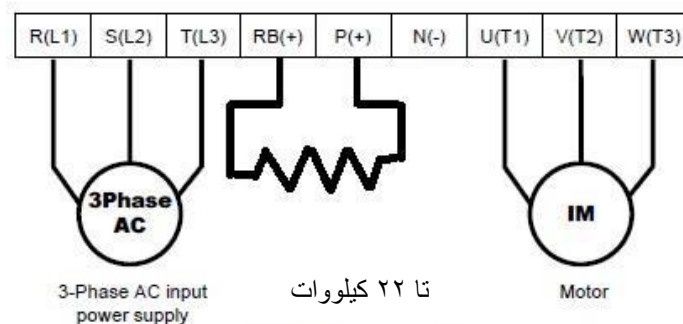 R(L1) S(L2) T(L3) RB(+) P(+) N(-) U(T1) V(T2) W(T3)
3Phase
AC
IM
3-Phase AC input
power supply
تا ۲۲ کیلووات
Motor